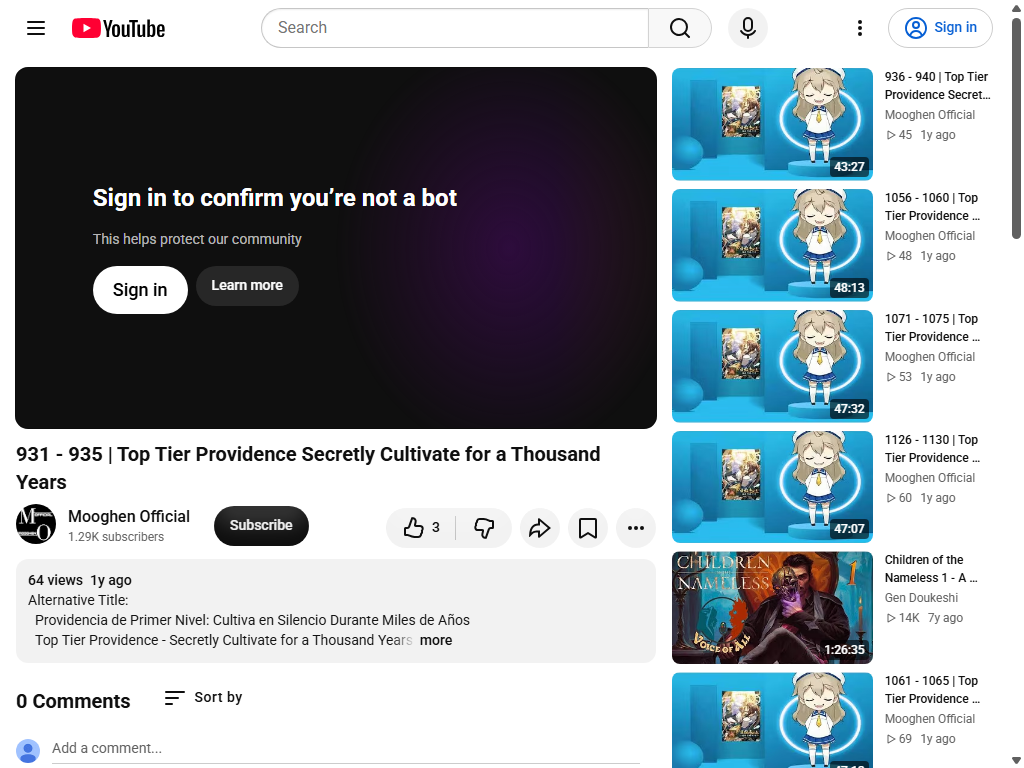 YouTube
Search
Sign in
Sign in to confirm you’re not a bot
This helps protect our community
Sign in
Learn more
931 - 935 | Top Tier Providence Secretly Cultivate for a Thousand
Years
Mooghen Official
1.29K subscribers
Subscribe
3
64 views 1y ago
Alternative Title:
Providencia de Primer Nivel: Cultiva en Silencio Durante Miles de Años
Top Tier Providence - Secretly Cultivate for a Thousand Years more
0 Comments
Sort by
Add a comment...
43:27
936 - 940 | Top Tier
Providence Secret...
Mooghen Official
45 1y ago
48:13
1056 - 1060 | Top
Tier Providence ...
Mooghen Official
48 1y ago
47:32
1071 - 1075 | Top
Tier Providence ...
Mooghen Official
53 1y ago
47:07
1126 - 1130 | Top
Tier Providence ...
Mooghen Official
60 1y ago
CHILDREN
NAMELESS
1
VOICE OF ALL
1:26:35
Children of the
Nameless 1 - A ...
Gen Doukeshi
14K 7y ago
1061 - 1065 | Top
Tier Providence ...
Mooghen Official
69 1y ago